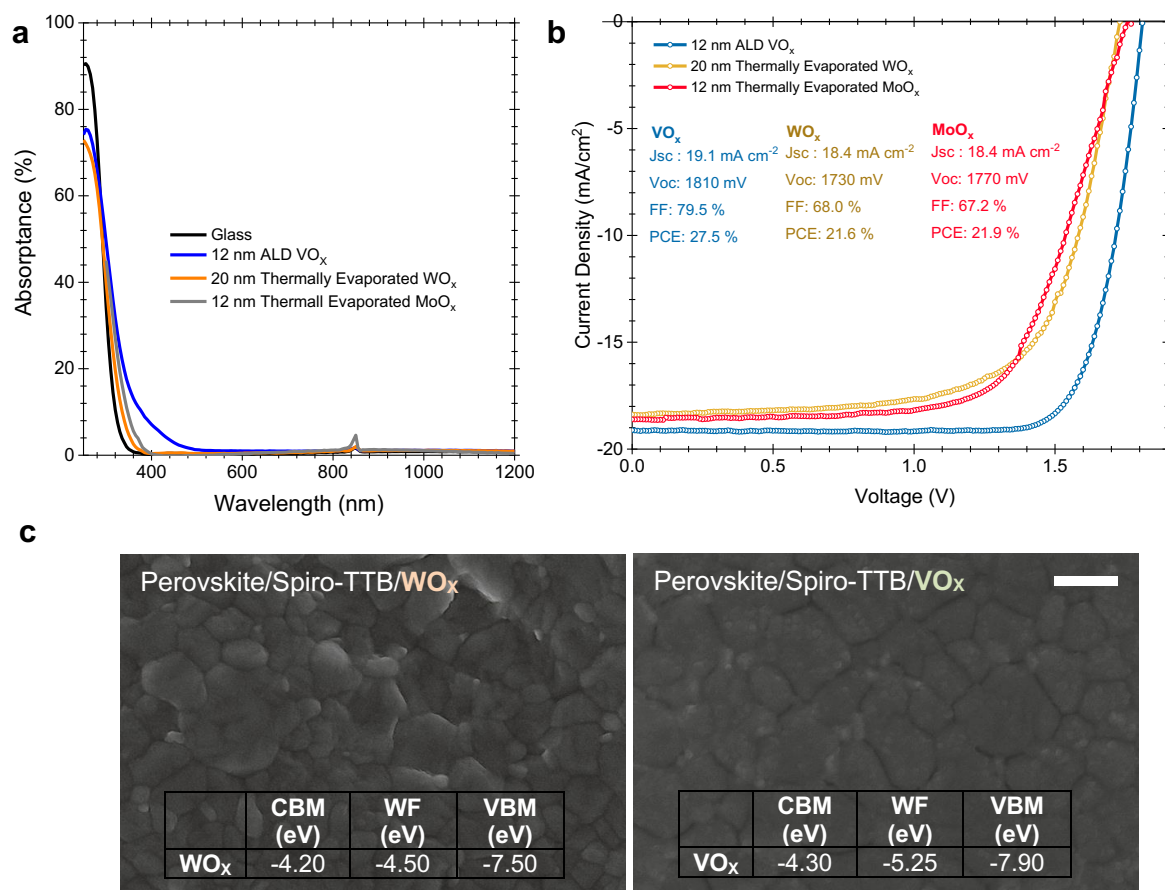 a
100
80
60
40
20
0
Absorptance (%)
Glass
12 nm ALD VOX
20 nm Thermally Evaporated WOx
12 nm Thermall Evaporated MoOx
400
600
800
1000
1200
Wavelength (nm)
b
0
-5
-10
-15
-20
Current Density (mA/cm2)
12 nm ALD VOx
20 nm Thermally Evaporated WOx
12 nm Thermally Evaporated MoOx
VOx
Jsc : 19.1 mA cm-2
Voc: 1810 mV
FF: 79.5 %
PCE: 27.5 %
WOx
Jsc : 18.4 mA cm-2
Voc: 1730 mV
FF: 68.0 %
PCE: 21.6 %
MoOx
Jsc : 18.4 mA cm-2
Voc: 1770 mV
FF: 67.2 %
PCE: 21.9 %
0.0
0.5
1.0
1.5
Voltage (V)
c
Perovskite/Spiro-TTB/WOX
CBM (eV) WF (eV) VBM (eV)
WOX -4.20 -4.50 -7.50
Perovskite/Spiro-TTB/VOX
CBM (eV) WF (eV) VBM (eV)
VOX -4.30 -5.25 -7.90